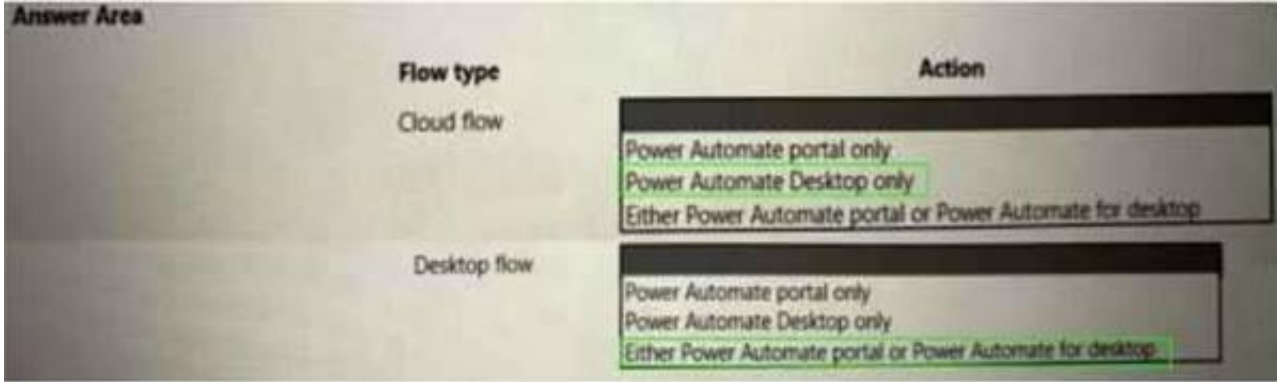 Answer Area
Flow type Action
Cloud flow
Power Automate portal only
Power Automate Desktop only
Either Power Automate portal or Power Automate for desktop
Desktop flow
Power Automate portal only
Power Automate Desktop only
Either Power Automate portal or Power Automate for desktop